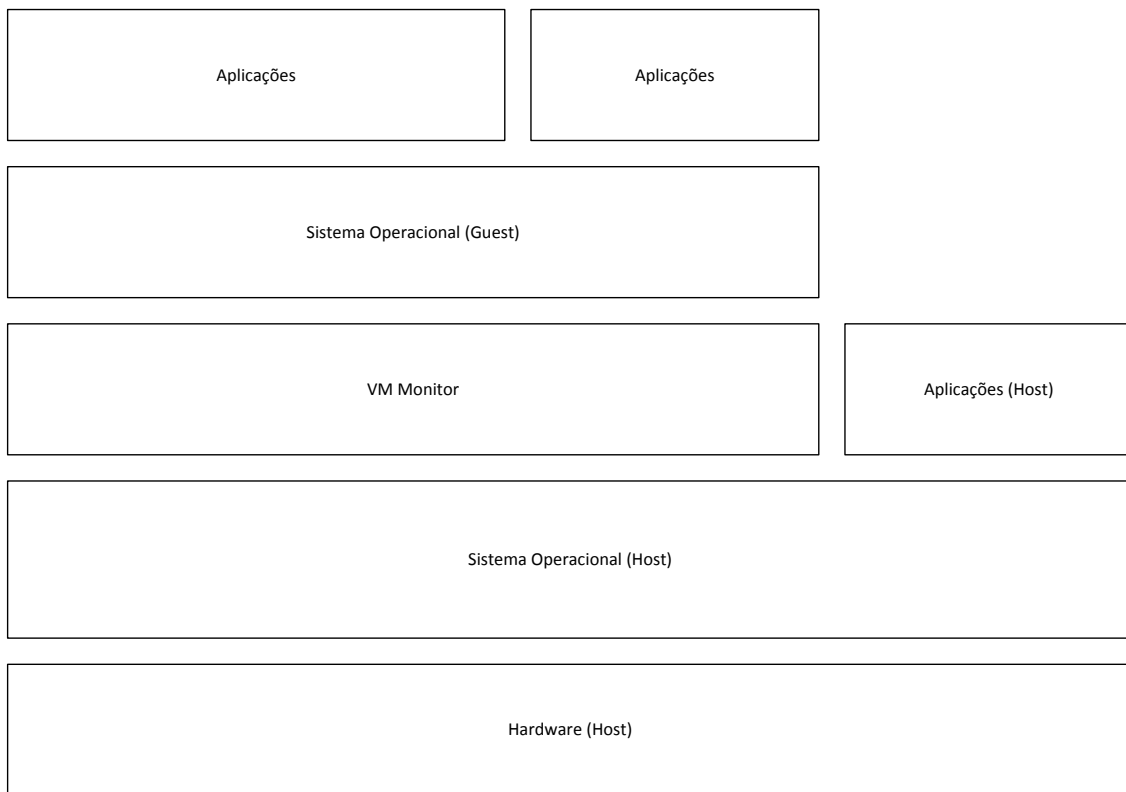 Aplicações
Aplicações
Sistema Operacional (Guest)
VM Monitor
Aplicações (Host)
Sistema Operacional (Host)
Hardware (Host)